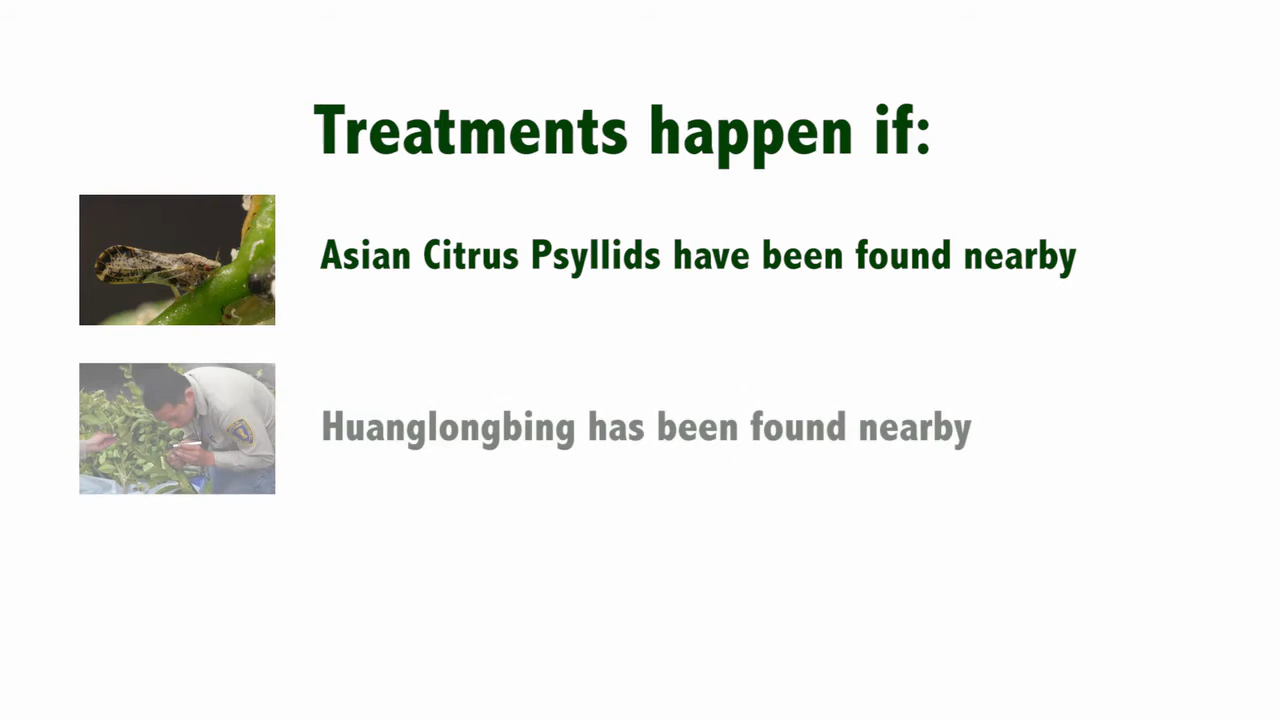 Treatments happen if:
Asian Citrus Psyllids have been found nearby
Huanglongbing has been found nearby